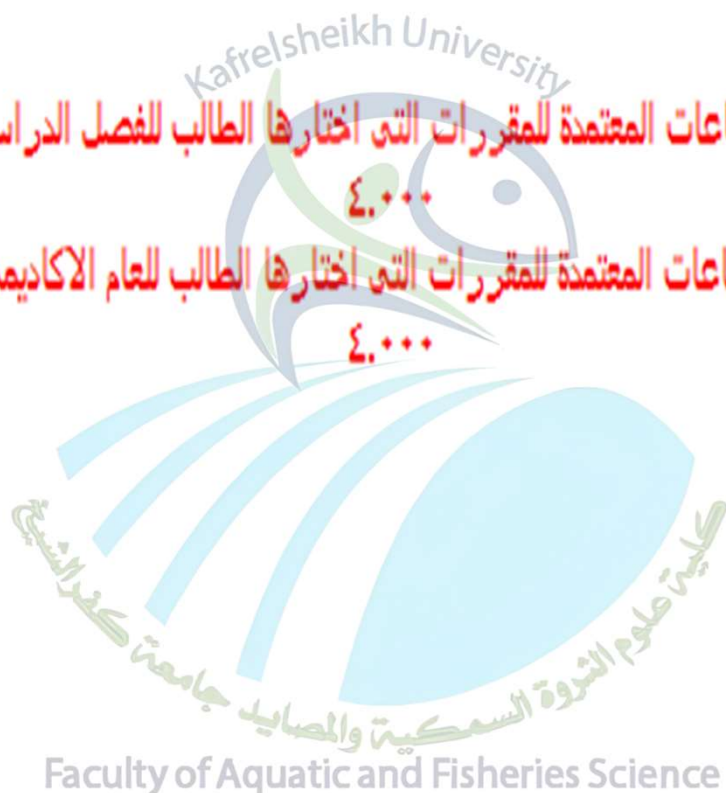 Kafrelsheikh University
اعات المعتمدة للمقررات التى اختارها الطالب للفصل الدراس
٤.٠٠٠
اعات المعتمدة للمقررات التى اختارها الطالب للعام الاكاديم
٤.٠٠٠
كلية علوم الثروة السمكية والمصايد جامعة كفرالشيخ
Faculty of Aquatic and Fisheries Science